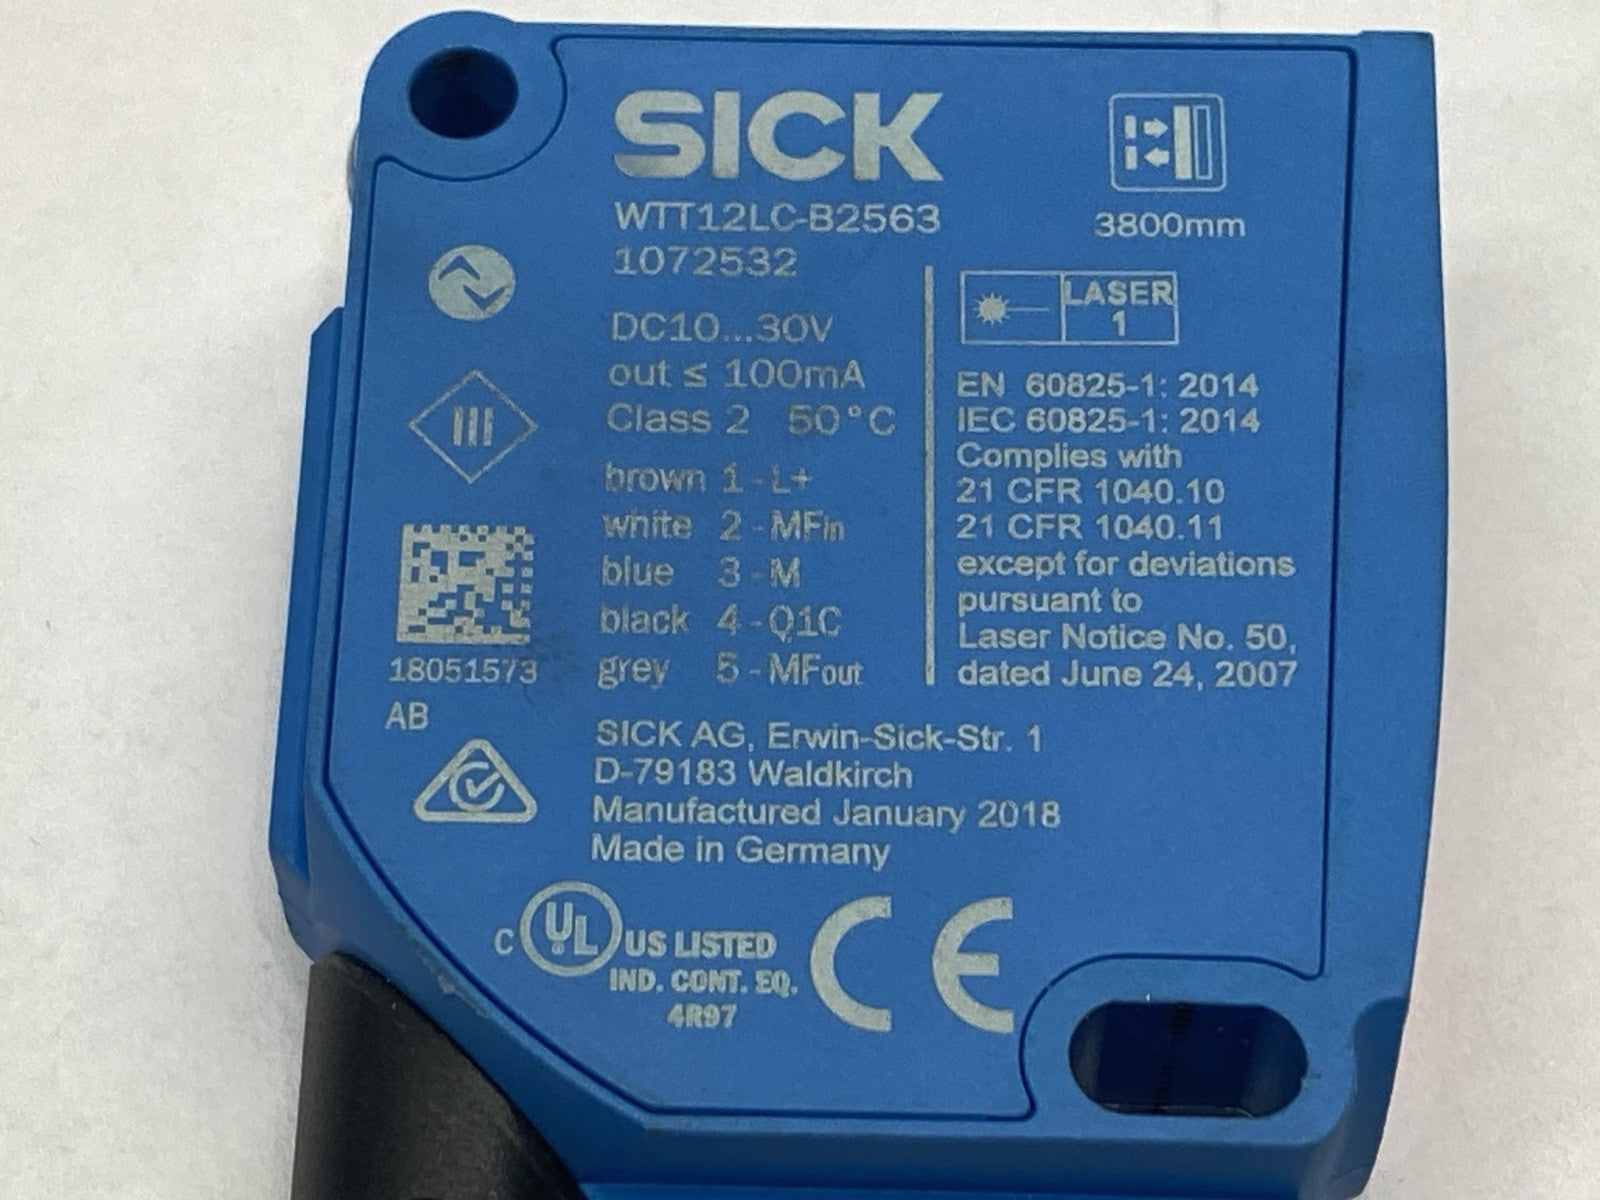 SICK
WTT12LC-B2563
1072532
3800mm
DC10...30V
out ≤ 100mA
Class 2 50°C
brown 1 - L+
white 2 - MFin
blue 3 - M
black 4 - Q1C
grey 5 - MFout
LASER
1
EN 60825-1: 2014
IEC 60825-1: 2014
Complies with
21 CFR 1040.10
21 CFR 1040.11
except for deviations
pursuant to
Laser Notice No. 50,
dated June 24, 2007
III
18051573
AB
SICK AG, Erwin-Sick-Str. 1
D-79183 Waldkirch
Manufactured January 2018
Made in Germany
C UL US LISTED
IND. CONT. EQ.
4R97
CE